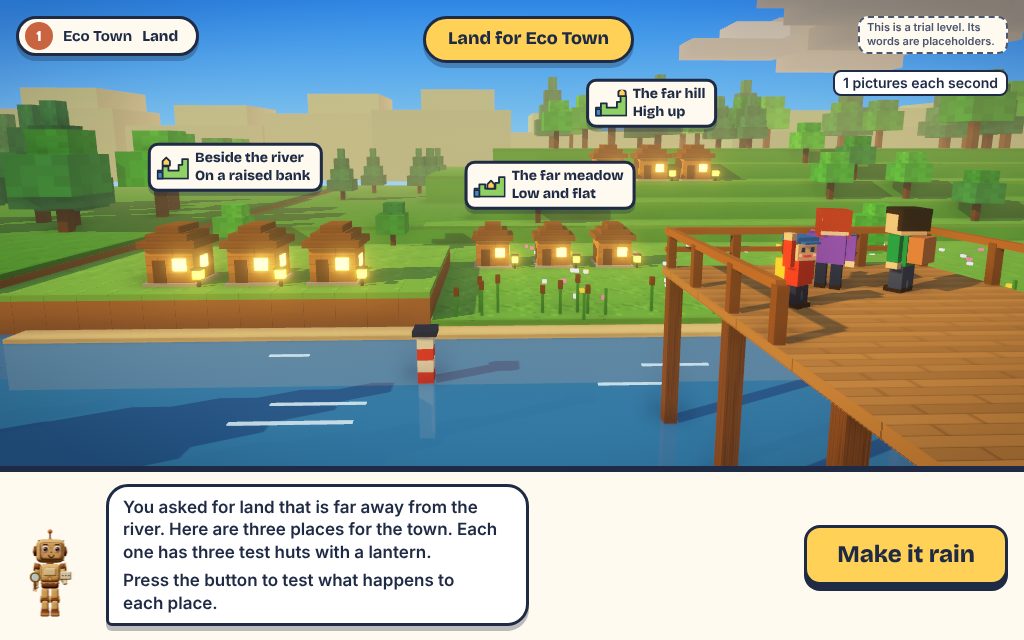 1 Eco Town Land
Land for Eco Town
This is a trial level. Its
words are placeholders.
1 pictures each second
The far hill
High up
Beside the river
On a raised bank
The far meadow
Low and flat
You asked for land that is far away from the
river. Here are three places for the town. Each
one has three test huts with a lantern.
Press the button to test what happens to
each place.
Make it rain